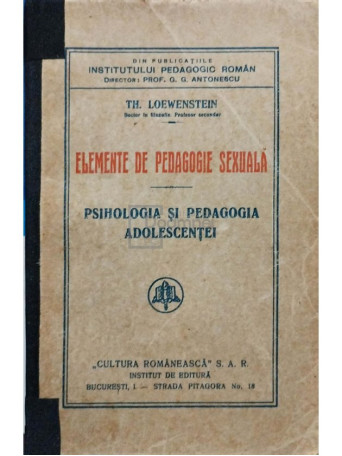 DIN PUBLICAȚIILE
INSTITUTULUI PEDAGOGIC ROMÂN
DIRECTOR: PROF. G. G. ANTONESCU
TH. LOEWENSTEIN
Doctor în filozofie. Profesor secundar
ELEMENTE DE PEDAGOGIE SEXUALĂ
PSIHOLOGIA ȘI PEDAGOGIA
ADOLESCENȚEI
„CULTURA ROMÂNEASCĂ" S. A. R.
INSTITUT DE EDITURĂ
BUCUREȘTI, I. — STRADA PITAGORA No. 18